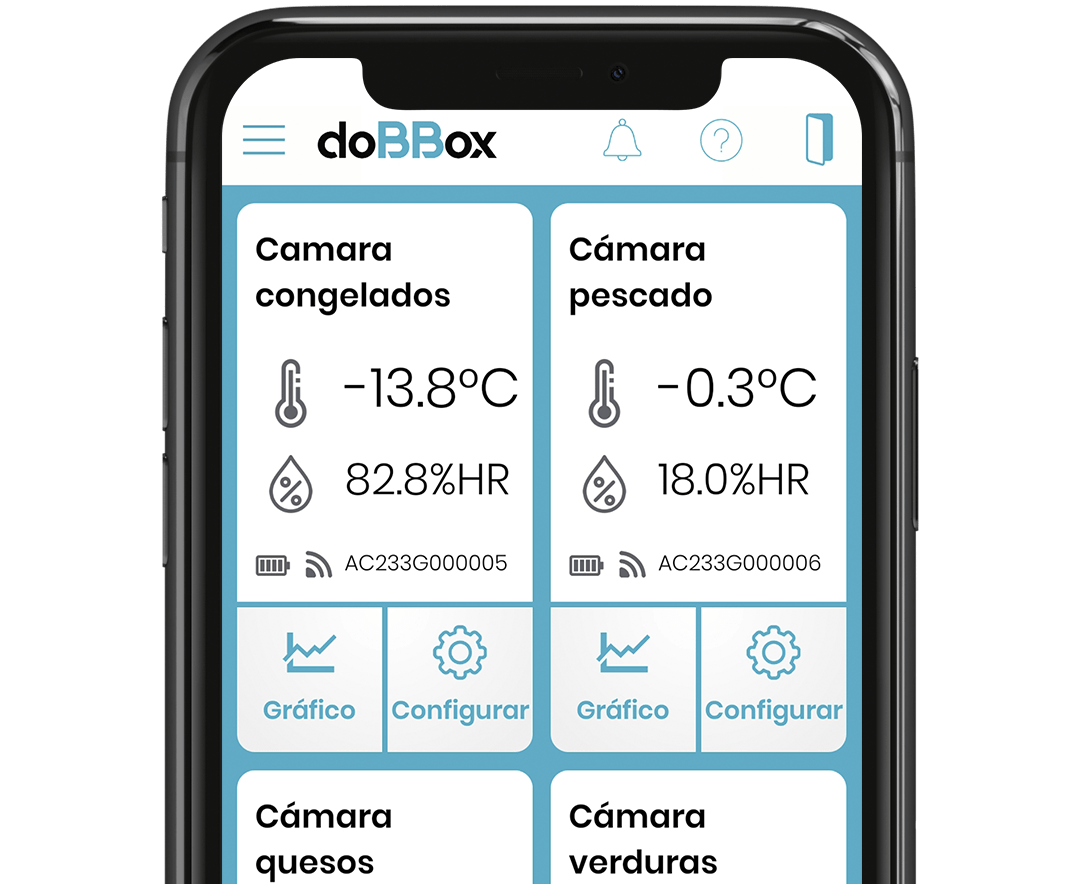 doBBox
?
Camara
congelados
-13.8ºC
%
82.8%HR
AC233G000005
Gráfico
Configurar
Cámara
pescado
-0.3ºC
%
18.0%HR
AC233G000006
Gráfico
Configurar
Cámara
quesos
Cámara
verduras